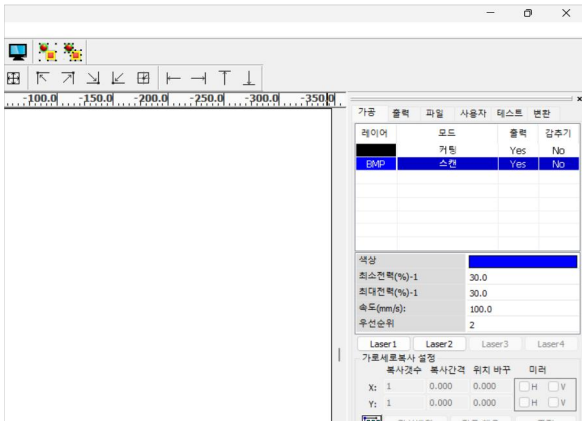 -100.0 -150.0 -200.0 -250.0 -300.0 -350.0
가공 출력 파일 사용자 테스트 변환
레이어 모드 출력 감추기
커팅 Yes No
BMP 스캔 Yes No
색상
최소전력(%)-1 30.0
최대전력(%)-1 30.0
속도(mm/s): 100.0
우선순위 2
Laser1 Laser2 Laser3 Laser4
가로세로복사 설정
복사갯수 복사간격 위치 바꾸 미러
X: 1 0.000 0.000 H V
Y: 1 0.000 0.000 H V